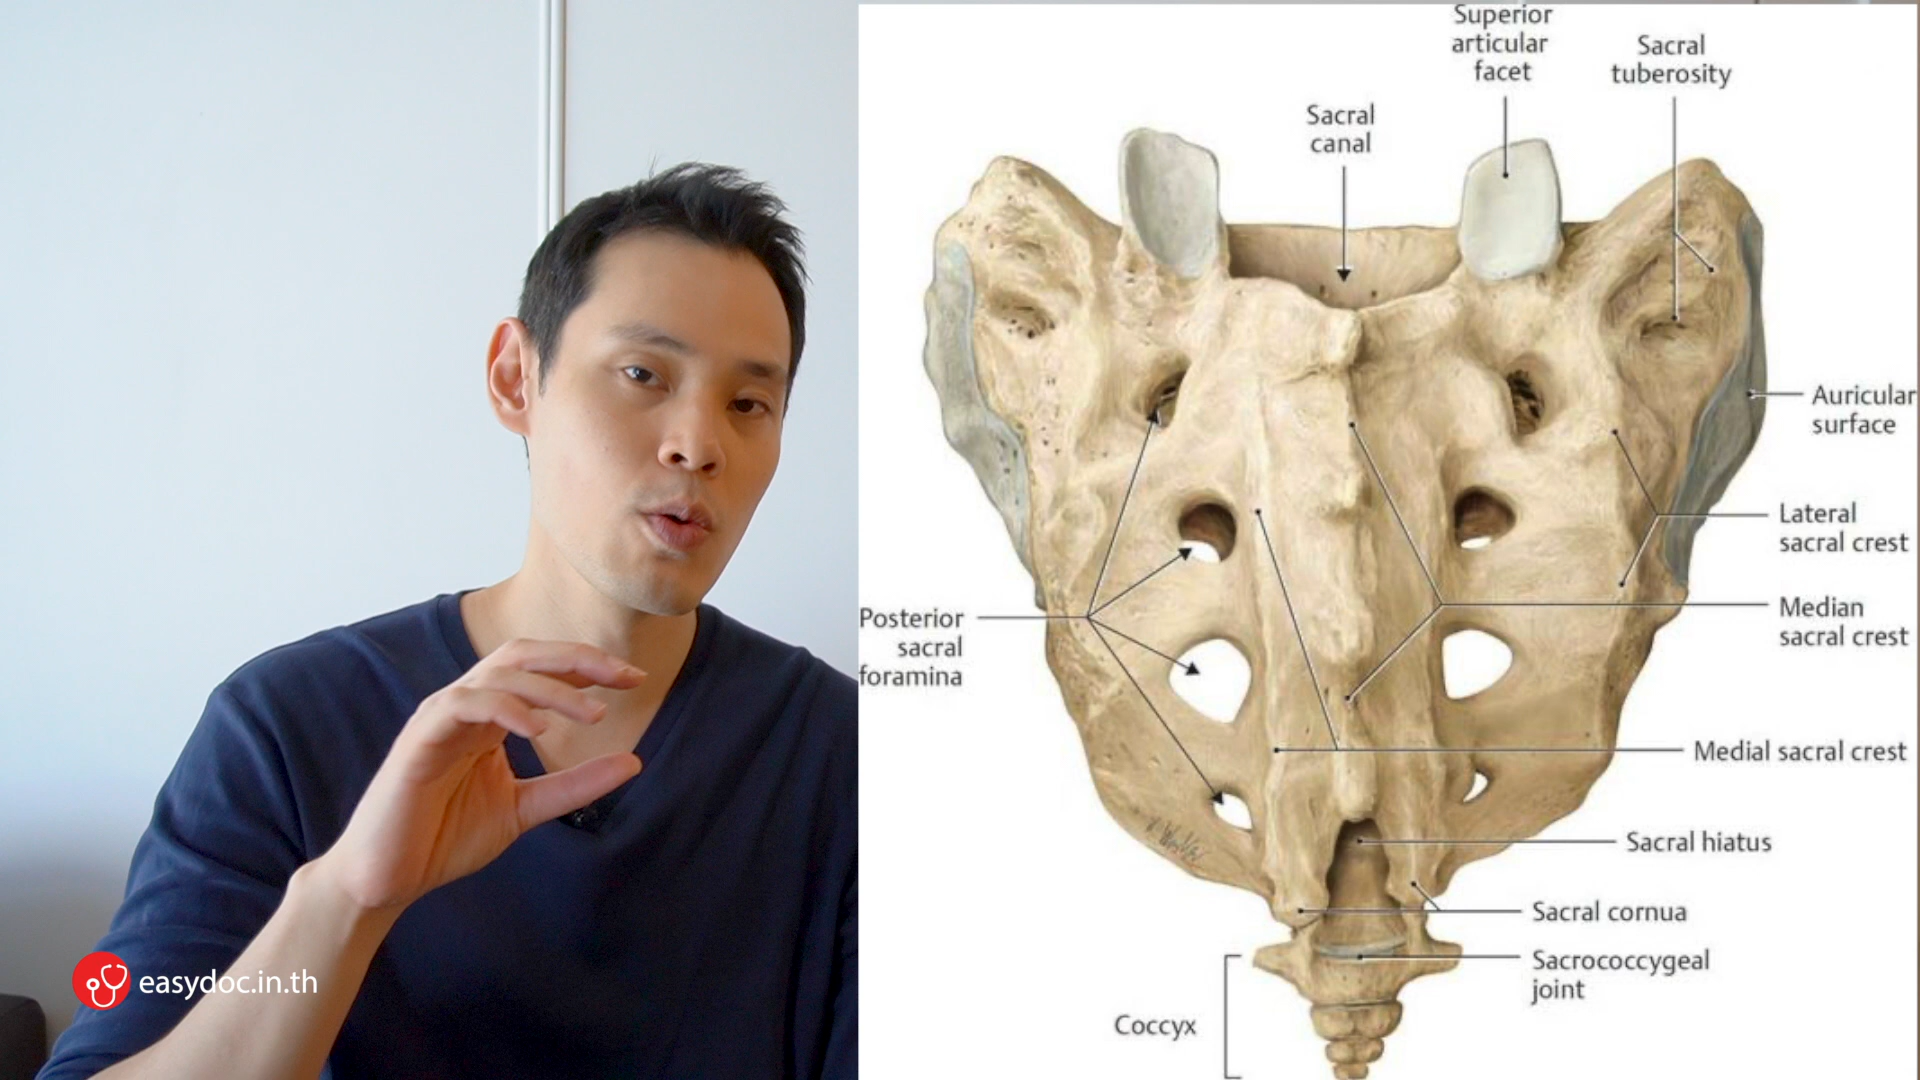 Superior
articular
facet
Sacral
tuberosity
Sacral
canal
Auricular
surface
Lateral
sacral crest
Posterior
sacral
foramina
Median
sacral crest
Medial sacral crest
Sacral hiatus
Sacral cornua
Sacrococcygeal
joint
Coccyx
easydoc.in.th